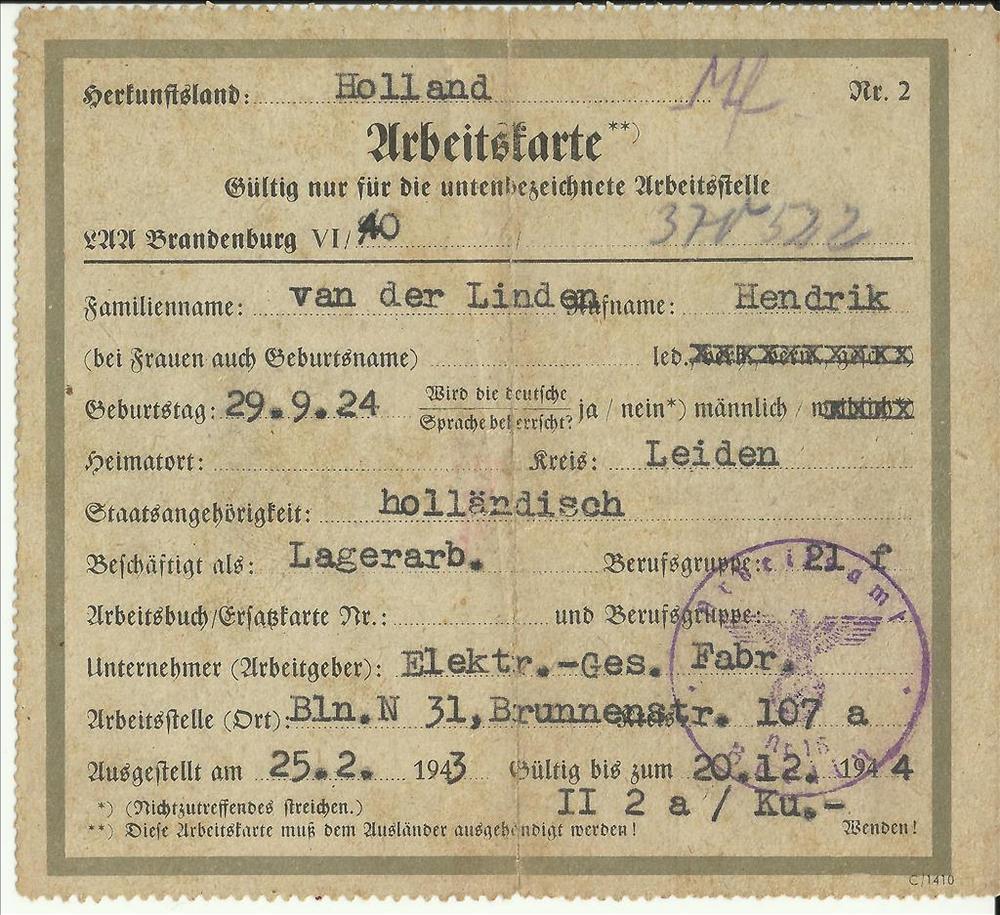 Herkunftsland: Holland Nr. 2
Arbeitskarte**)
Gültig nur für die untenbezeichnete Arbeitsstelle
LAA Brandenburg VI/40
Familienname: van der Linden Rufname: Hendrik
(bei Frauen auch Geburtsname) led.
Geburtstag: 29.9.24 Wird die deutsche Sprache beherrscht? ja / nein*) männlich /
Heimatort: Kreis: Leiden
Staatsangehörigkeit: holländisch
Beschäftigt als: Lagerarb. Berufsgruppe: 21 f
Arbeitsbuch/Ersatzkarte Nr.: und Berufsgruppe:
Unternehmer (Arbeitgeber): Elektr.-Ges. Fabr.
Arbeitsstelle (Ort): Bln.N 31, Brunnenstr. 107 a
Ausgestellt am 25.2. 1943 Gültig bis zum 20.12. 1944
*) (Nichtzutreffendes streichen.) II 2 a / Ku.-
**) Diese Arbeitskarte muß dem Ausländer ausgehändigt werden! Wenden!
C/1410
Arbeitsamt
Berlin